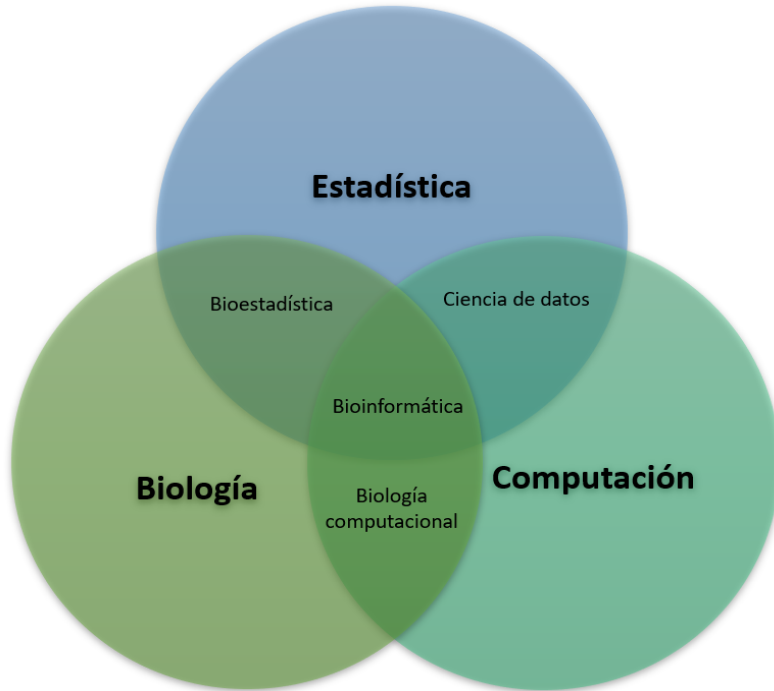 Estadística
Bioestadística
Ciencia de datos
Bioinformática
Biología
Computación
Biología
computacional